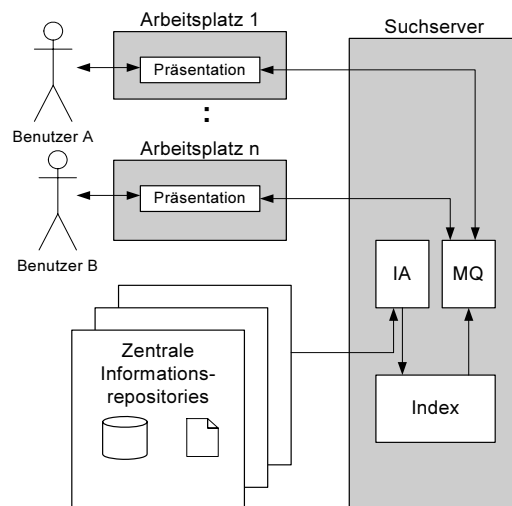 Arbeitsplatz 1
Suchserver
Präsentation
Benutzer A
:
Arbeitsplatz n
Präsentation
Benutzer B
IA
MQ
Zentrale
Informations-
repositories
Index